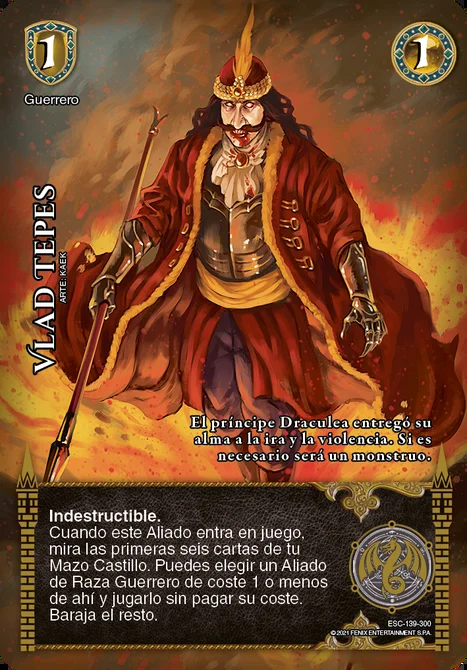 1
1
Guerrero
VLAD TEPES
ARTE: KAEK
El príncipe Draculea entregó su
alma a la ira y la violencia. Si es
necesario será un monstruo.
Indestructible.
Cuando este Aliado entra en juego,
mira las primeras seis cartas de tu
Mazo Castillo. Puedes elegir un Aliado
de Raza Guerrero de coste 1 o menos
de ahí y jugarlo sin pagar su coste.
Baraja el resto.
ESC-139-300
© 2021 FENIX ENTERTAINMENT S.P.A.